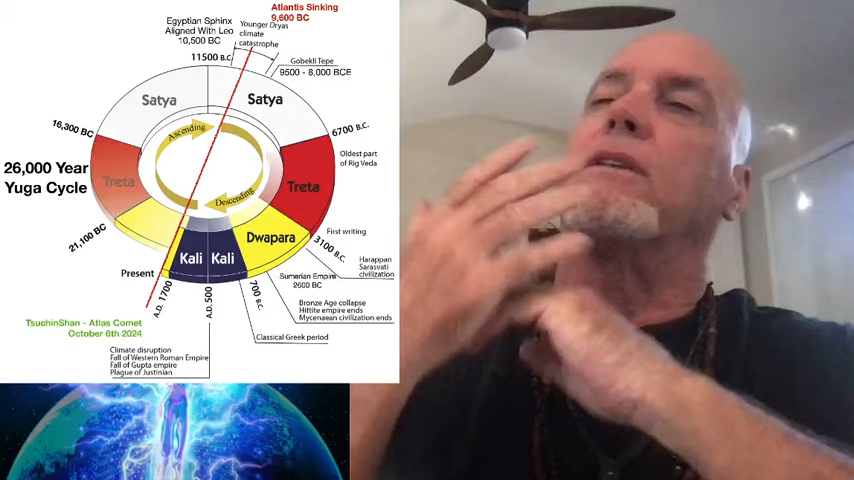 Atlantis Sinking
9,600 BC
Egyptian Sphinx
Aligned With Leo
10,500 BC
Younger Dryas
climate
catastrophe
11500 B.C.
Gobekli Tepe
9500 - 8,000 BCE
Satya
Satya
16,300 BC
6700 B.C.
Ascending
26,000 Year
Yuga Cycle
Oldest part
of Rig Veda
Treta
Treta
Descending
21,100 BC
First writing
Dwapara
3100 B.C.
Kali
Kali
Harappan
Sarasvati
civilization
Present
Sumerian Empire
2600 BC
A.D. 1700
A.D. 500
700 B.C.
Bronze Age collapse
Hittite empire ends
Mycenaean civilization ends
TsuchinShan - Atlas Comet
October 6th 2024
Classical Greek period
Climate disruption
Fall of Western Roman Empire
Fall of Gupta empire
Plague of Justinian